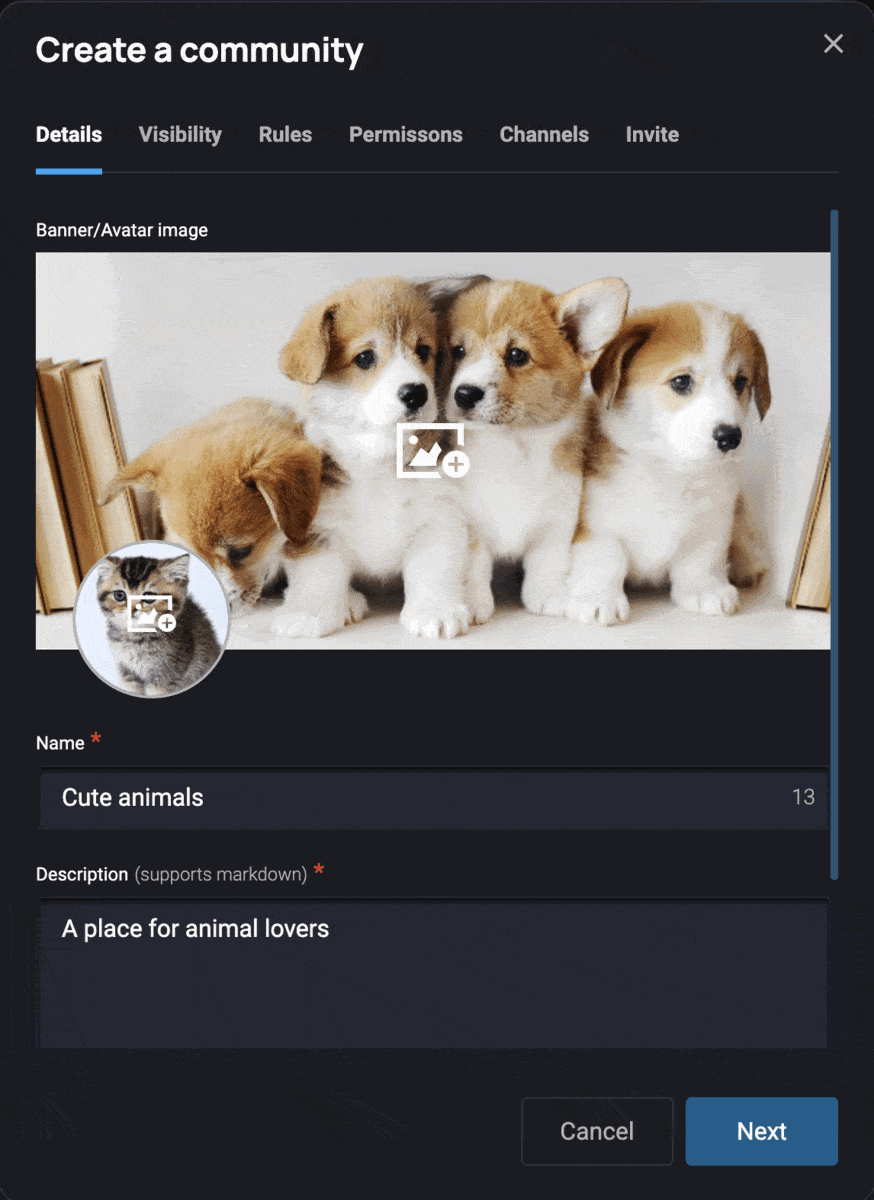 Create a community
Details Visibility Rules Permissons Channels Invite
Banner/Avatar image
Name *
Cute animals 13
Description (supports markdown) *
A place for animal lovers
Cancel Next